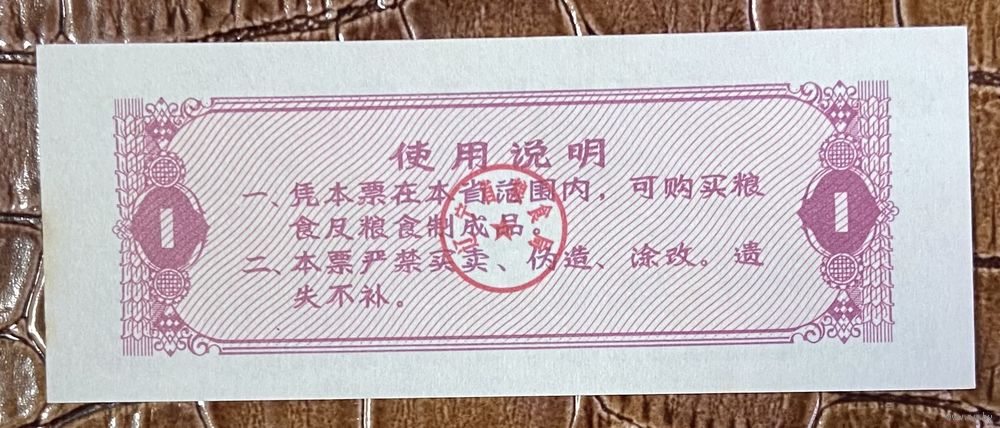 使用说明
一、凭本票在本省范围内，可购买粮
食及粮食制成品。
二、本票严禁买卖、伪造、涂改。遗
失不补。
1
1